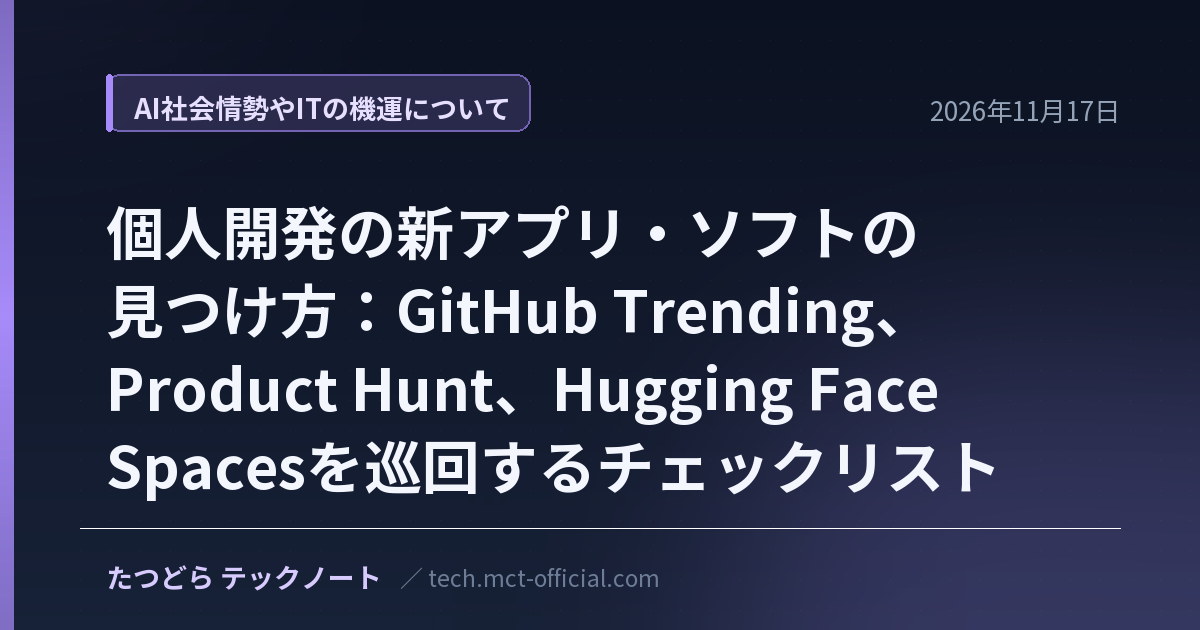 AI社会情勢やITの機運について
2026年11月17日
個人開発の新アプリ・ソフトの
見つけ方：GitHub Trending、
Product Hunt、Hugging Face
Spacesを巡回するチェックリスト
たつどら テックノート ／ tech.mct-official.com